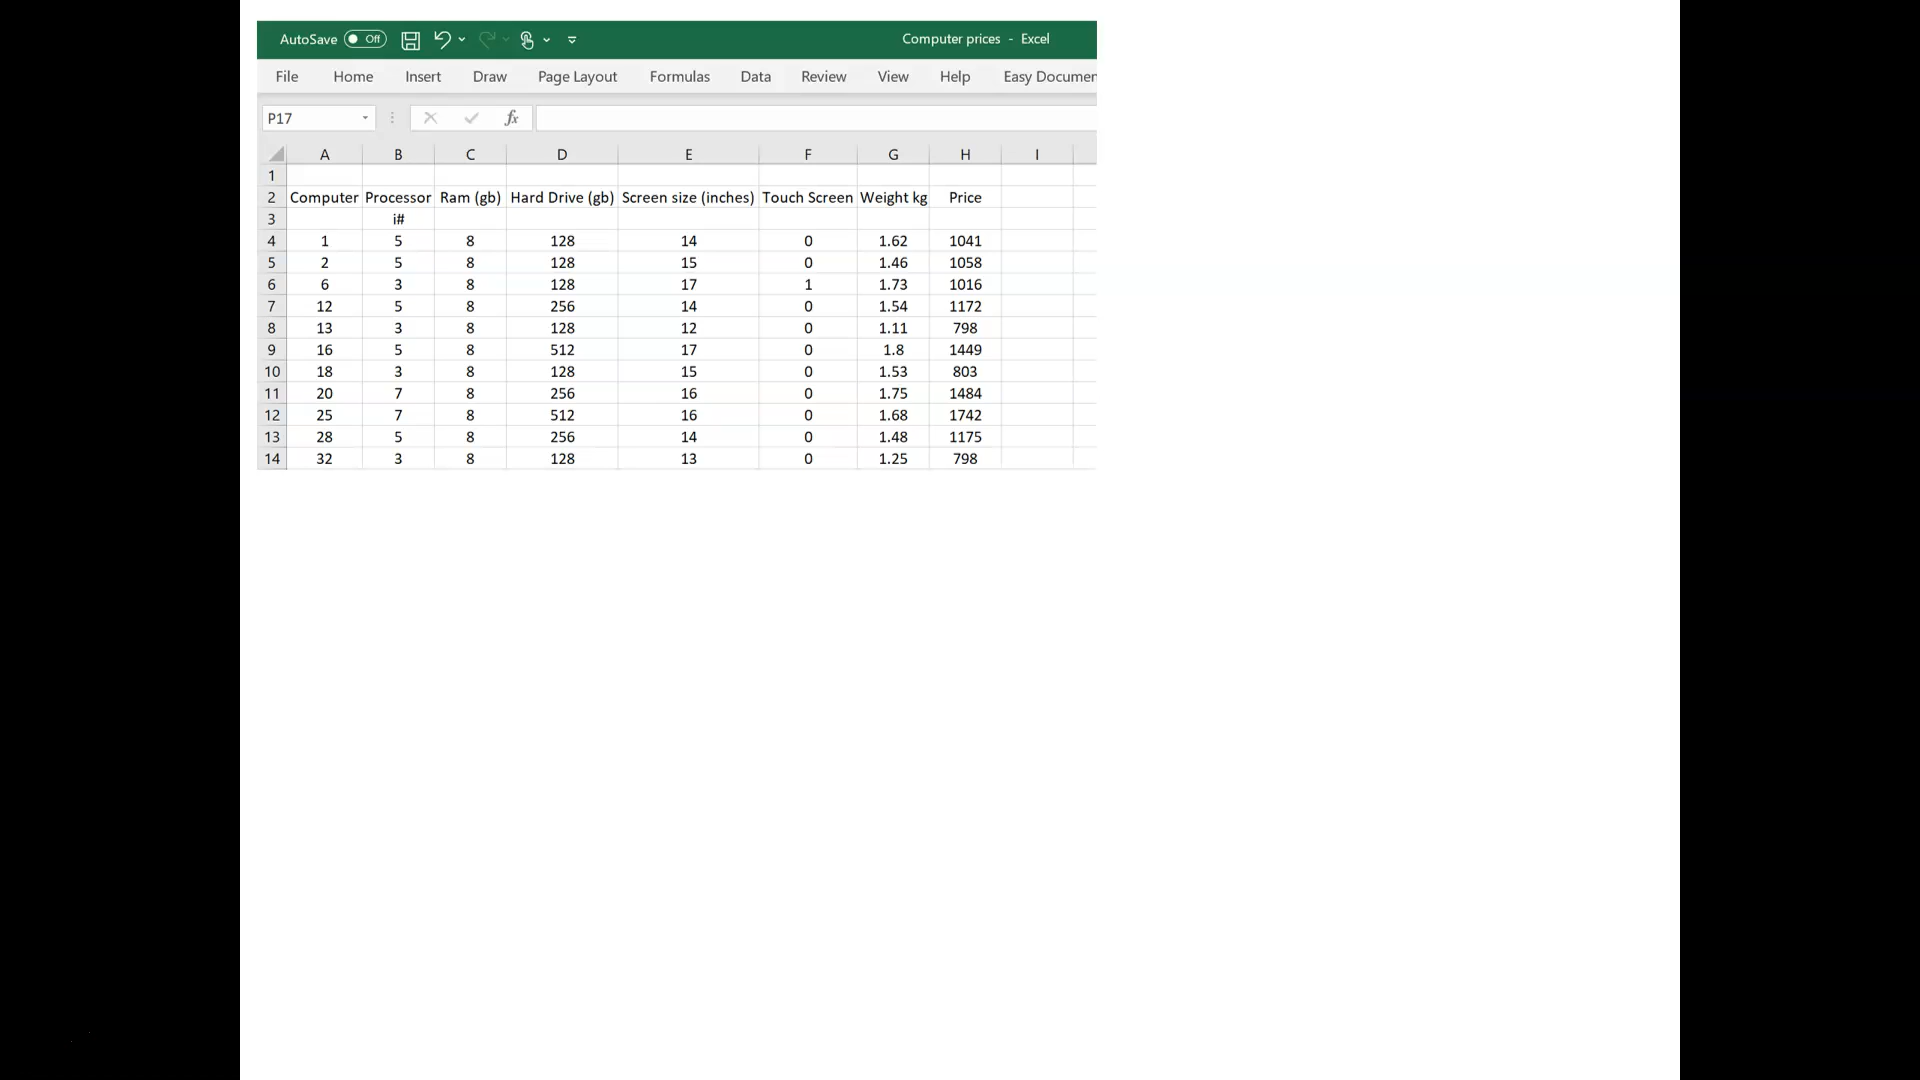 AutoSave Off Computer prices - Excel
File Home Insert Draw Page Layout Formulas Data Review View Help Easy Documen
P17 fx
A B C D E F G H I
1
2 Computer Processor Ram (gb) Hard Drive (gb) Screen size (inches) Touch Screen Weight kg Price
3 i#
4 1 5 8 128 14 0 1.62 1041
5 2 5 8 128 15 0 1.46 1058
6 6 3 8 128 17 1 1.73 1016
7 12 5 8 256 14 0 1.54 1172
8 13 3 8 128 12 0 1.11 798
9 16 5 8 512 17 0 1.8 1449
10 18 3 8 128 15 0 1.53 803
11 20 7 8 256 16 0 1.75 1484
12 25 7 8 512 16 0 1.68 1742
13 28 5 8 256 14 0 1.48 1175
14 32 3 8 128 13 0 1.25 798